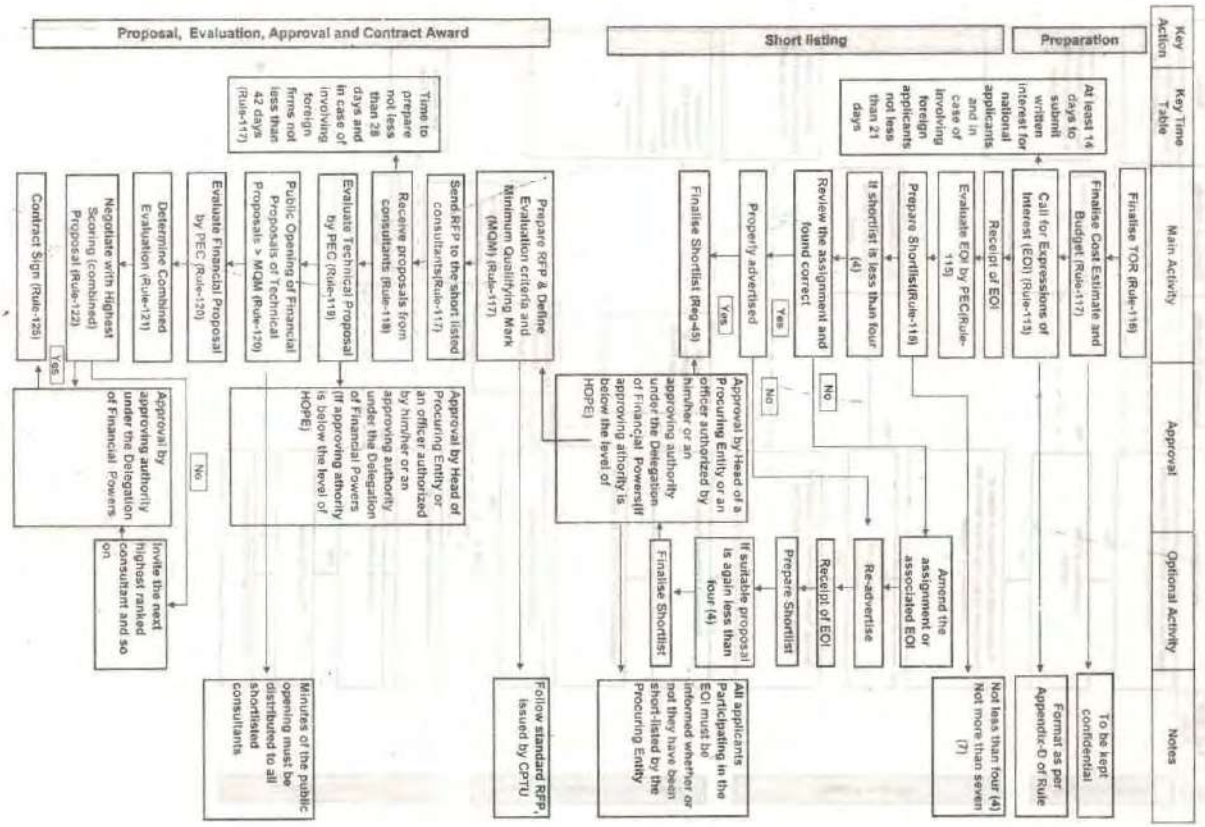 Key
Action
Key Time
Table
Main Activity
Approval
Optional Activity
Notes
Preparation
Short listing
Proposal, Evaluation, Approval and Contract Award
At least 14
days to
submit
written
interest for
national
applicants
and in
case of
involving
foreign
applicants
not less
than 21
days
Time to
prepare
not less
than 28
days and
in case of
involving
foreign
firms not
less than
42 days
(Rule-117)
Finalise TOR (Rule-116)
Finalise Cost Estimate and
Budget (Rule-117)
Call for Expressions of
Interest (EOI) (Rule-113)
Receipt of EOI
Evaluate EOI by PEC(Rule-
115)
Prepare Shortlist(Rule-115)
If shortlist is less than four
(4)
Review the assignment and
found correct
Yes
Properly advertised
Yes
Finalise Shortlist (Reg-45)
Prepare RFP & Define
Evaluation criteria and
Minimum Qualifying Mark
(MQM) (Rule-117)
Send RFP to the short listed
consultants(Rule-117)
Receive proposals from
consultants (Rule-118)
Evaluate Technical Proposal
by PEC (Rule-119)
Public Opening of Financial
Proposals of Technical
Proposals > MQM (Rule-120)
Evaluate Financial Proposal
by PEC (Rule-120)
Determine Combined
Evaluation (Rule-121)
Negotiate with Highest
Scoring (combined)
Proposal (Rule-122)
Yes
Contract Sign (Rule-125)
No
No
Approval by Head of a
Procuring Entity or an
officer authorized by
him/her or an
approving authority
under the Delegation
of Financial Powers(If
approving athority is
below the level of
HOPE)
Approval by Head of
Procuring Entity or
an officer authorized
by him/her or an
approving authority
under the Delegation
of Financial Powers
(If approving athority
is below the level of
HOPE)
Approval by
approving authority
under the Delegation
of Financial Powers
No
Amend the
assignment or
associated EOI
Re-advertise
Receipt of EOI
Prepare Shortlist
If suitable proposal
is again less than
four (4)
Finalise Shortlist
Invite the next
highest ranked
consultant and so
on
To be kept
confidential
Format as per
Appendix-D of Rule
Not less than four (4)
Not more than seven
(7)
All applicants
Participating in the
EOI must be
informed whether or
not they have been
short-listed by the
Procuring Entity
Follow standard RFP,
issued by CPTU
Minutes of the public
opening must be
distributed to all
shortlisted
consultants